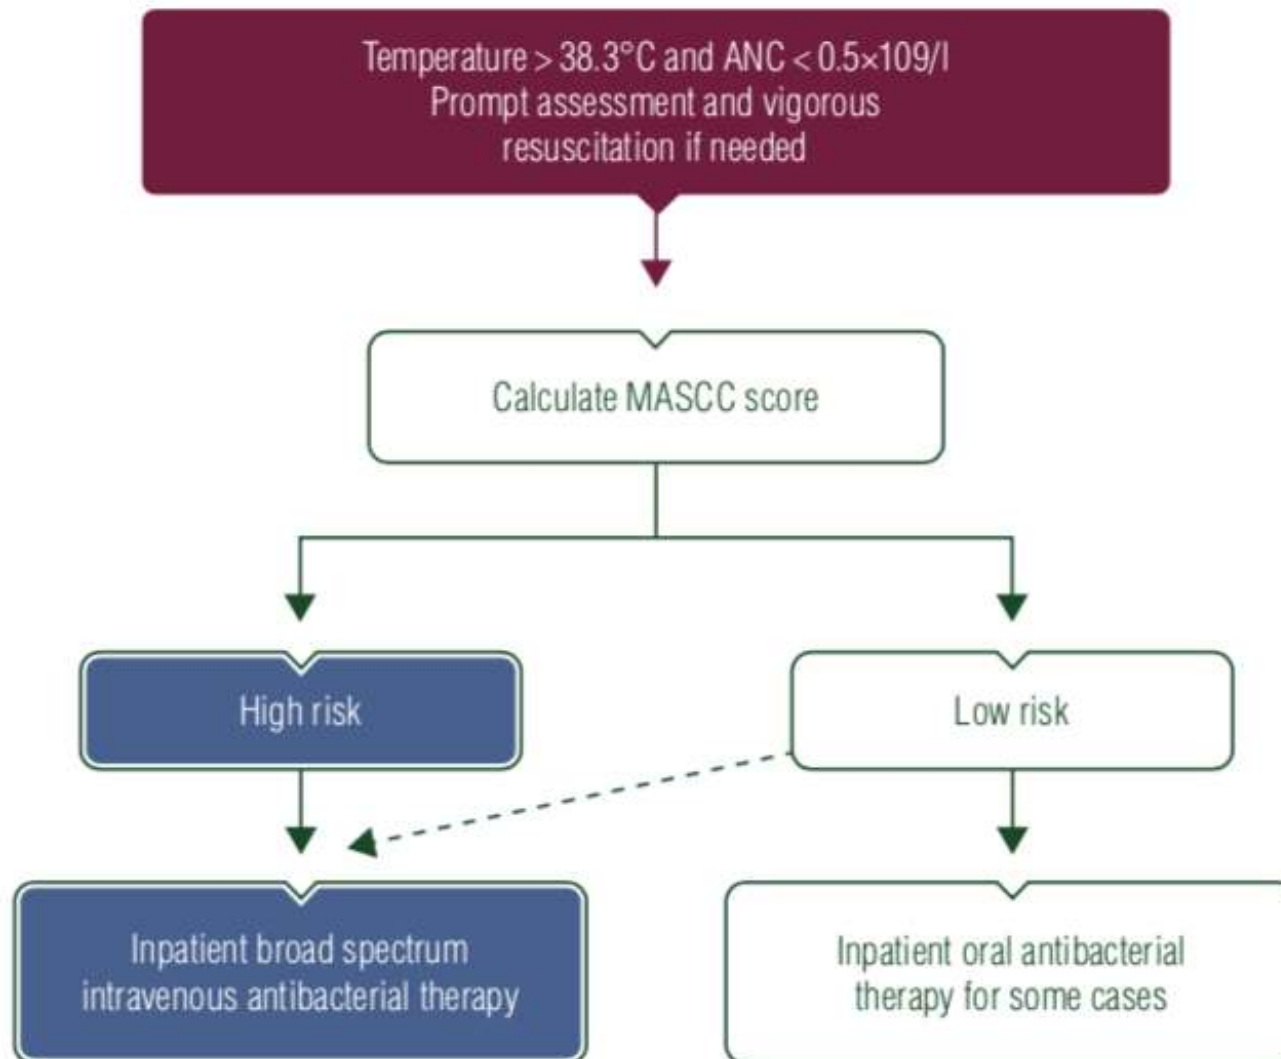 Temperature > 38.3°C and ANC < 0.5×109/l
Prompt assessment and vigorous
resuscitation if needed
Calculate MASCC score
High risk
Low risk
Inpatient broad spectrum
intravenous antibacterial therapy
Inpatient oral antibacterial
therapy for some cases